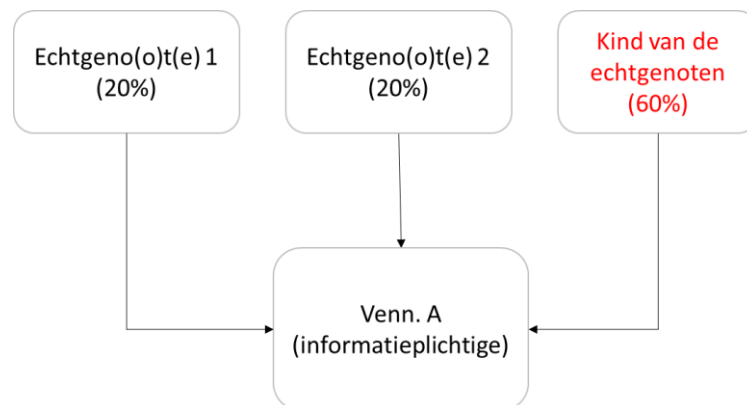 Echtgeno(o)t(e) 1
(20%)
Echtgeno(o)t(e) 2
(20%)
Kind van de
echtgenoten
(60%)
Venn. A
(informatieplichtige)